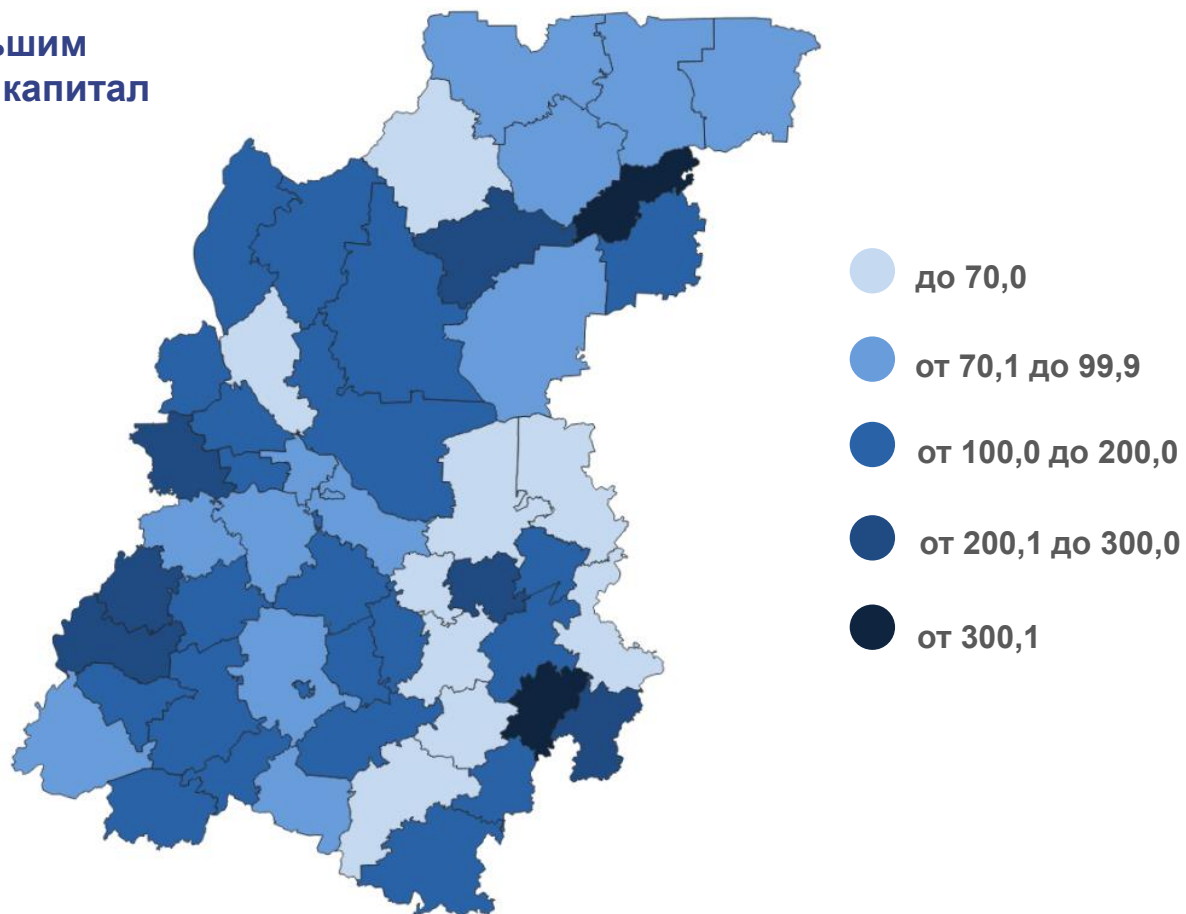 капитал
до 70,0
от 70,1 до 99,9
от 100,0 до 200,0
от 200,1 до 300,0
от 300,1